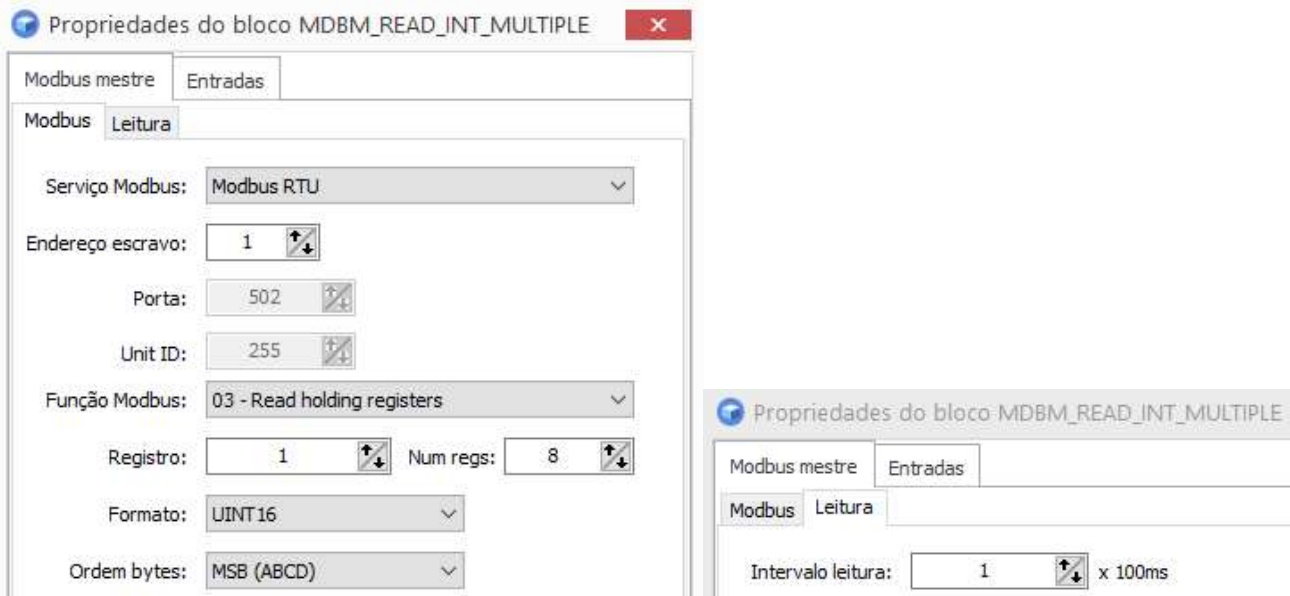 Propriedades do bloco MDBM_READ_INT_MULTIPLE
Modbus mestre Entradas
Modbus Leitura
Serviço Modbus: Modbus RTU
Endereço escravo: 1
Porta: 502
Unit ID: 255
Função Modbus: 03 - Read holding registers
Registro: 1 Num regs: 8
Formato: UINT16
Ordem bytes: MSB (ABCD)
Propriedades do bloco MDBM_READ_INT_MULTIPLE
Modbus mestre Entradas
Modbus Leitura
Intervalo leitura: 1 x 100ms